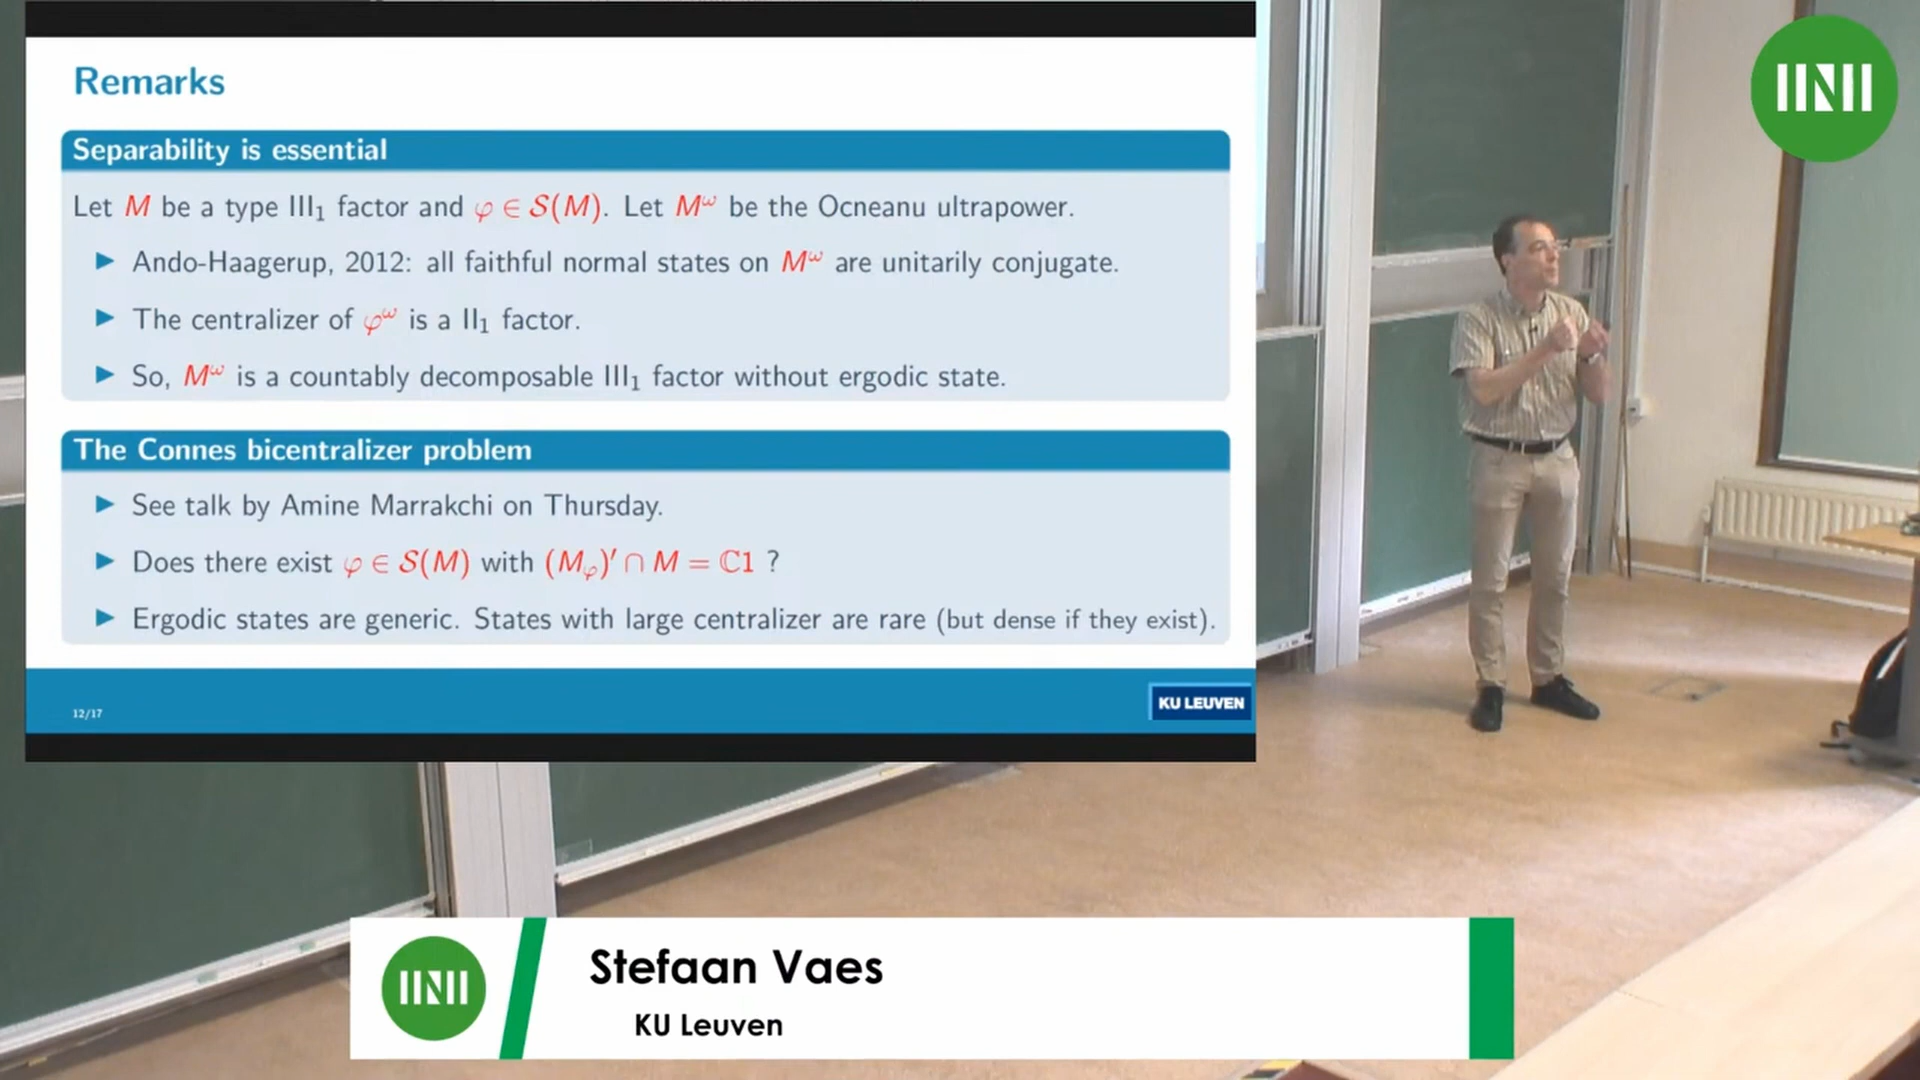 Remarks
Separability is essential
Let M be a type III₁ factor and φ ∈ S(M). Let M^ω be the Ocneanu ultrapower.
▶ Ando-Haagerup, 2012: all faithful normal states on M^ω are unitarily conjugate.
▶ The centralizer of φ^ω is a II₁ factor.
▶ So, M^ω is a countably decomposable III₁ factor without ergodic state.
The Connes bicentralizer problem
▶ See talk by Amine Marrakchi on Thursday.
▶ Does there exist φ ∈ S(M) with (M_φ)′ ∩ M = ℂ1 ?
▶ Ergodic states are generic. States with large centralizer are rare (but dense if they exist).
12/17
KU LEUVEN
Stefaan Vaes
KU Leuven